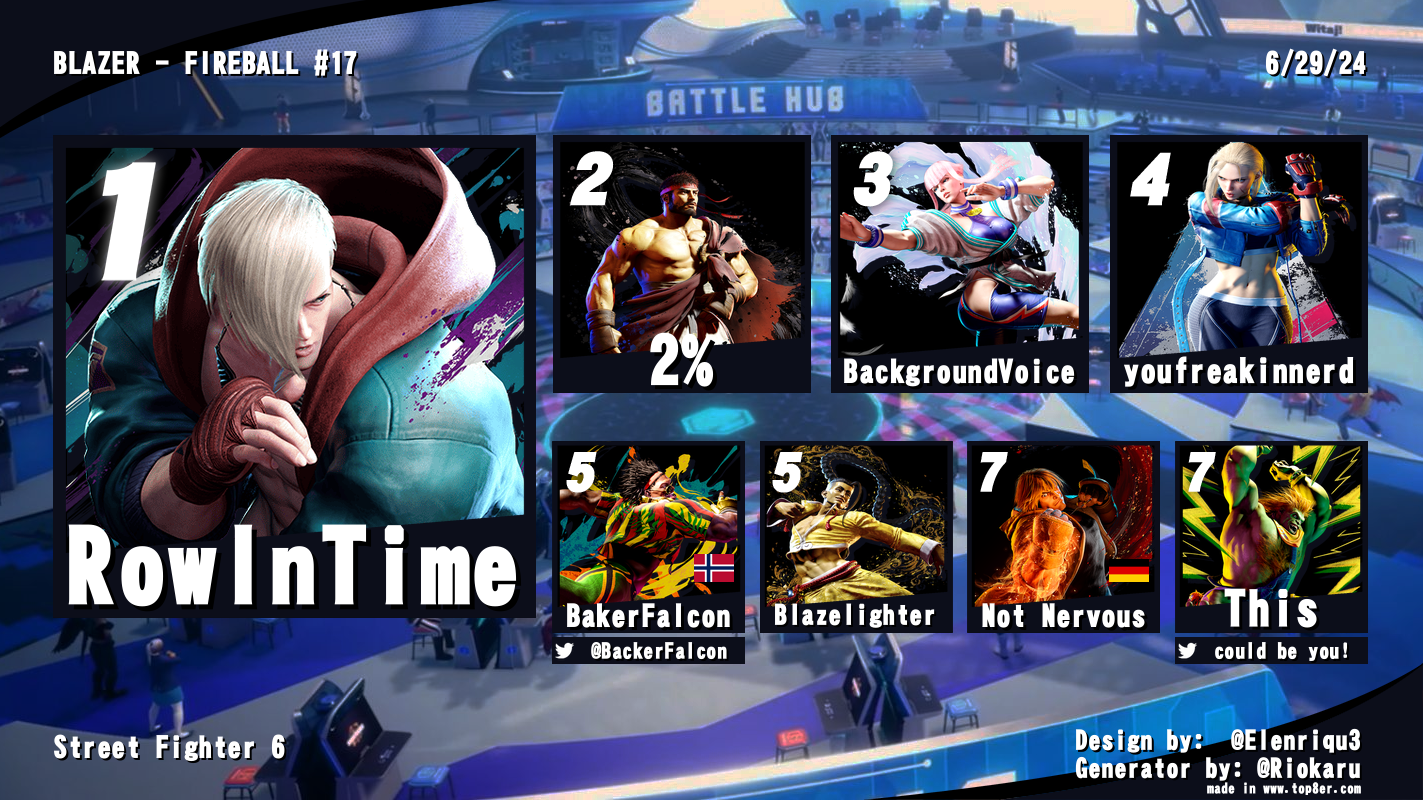 BLAZER - FIREBALL #17
6/29/24
Witaj!
BATTLE HUB
1
RowInTime
2
2%
3
BackgroundVoice
4
youfreakinnerd
5
BakerFalcon
@BackerFalcon
5
Blazelighter
7
Not Nervous
7
This
could be you!
Street Fighter 6
Design by: @Elenriqu3
Generator by: @Riokaru
made in www.top8er.com